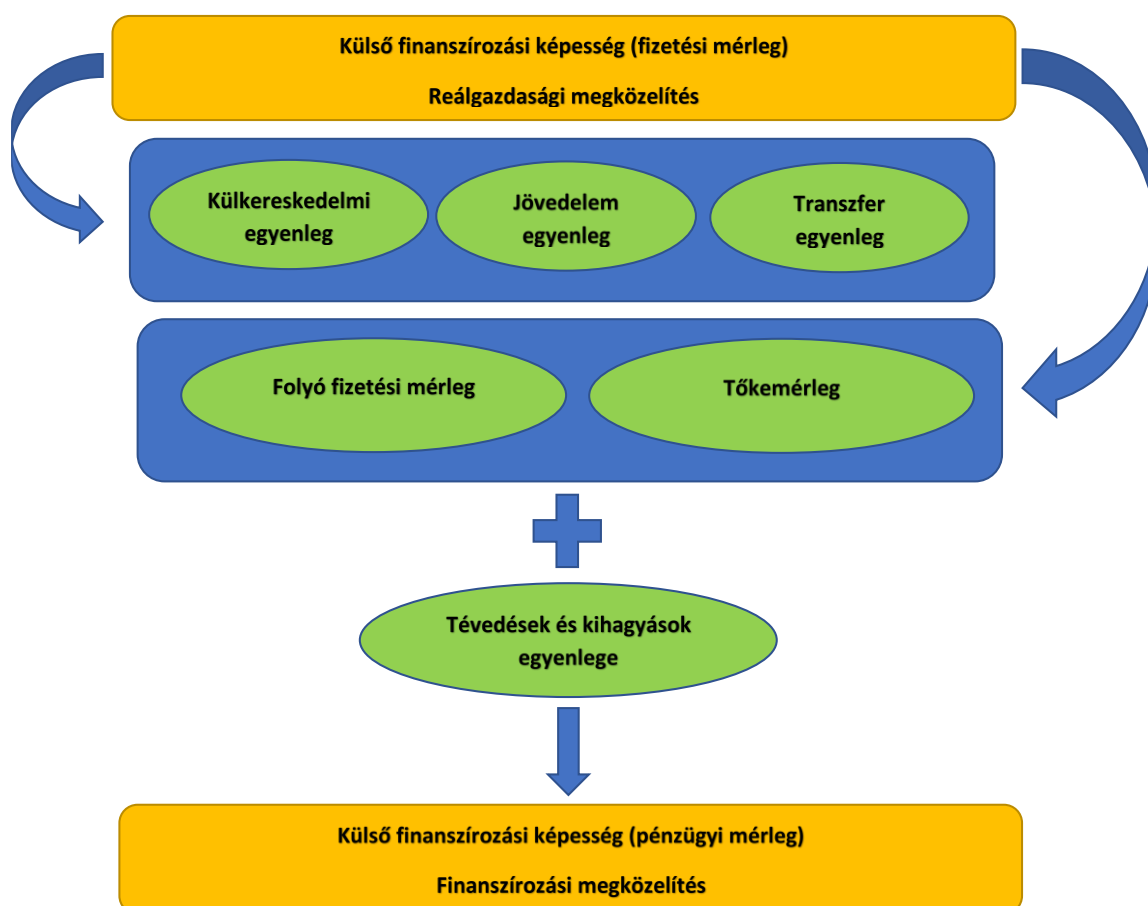 Külső finanszírozási képesség (fizetési mérleg)
Reálgazdasági megközelítés
Külkereskedelmi
egyenleg
Jövedelem
egyenleg
Transzfer
egyenleg
Folyó fizetési mérleg
Tőkemérleg
Tévedések és kihagyások
egyenlege
Külső finanszírozási képesség (pénzügyi mérleg)
Finanszírozási megközelítés